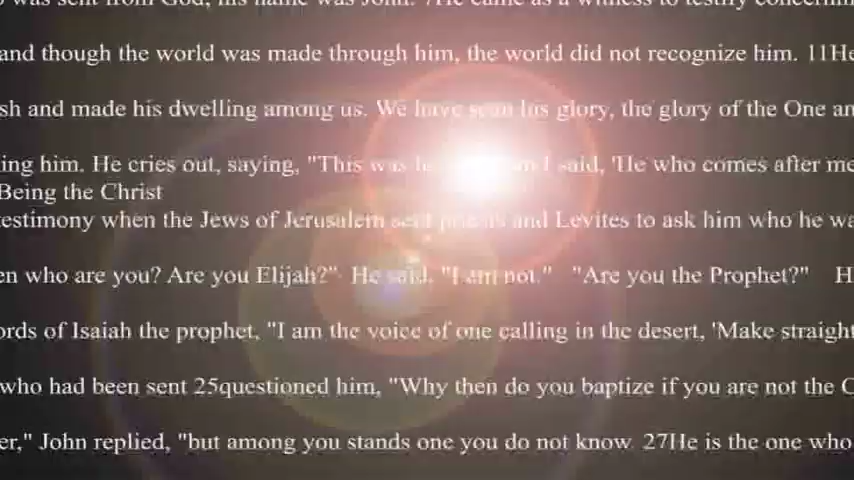 was sent from God; his name was John. 7He came as a witness to testify
and though the world was made through him, the world did not recognize him. 11He
sh and made his dwelling among us. We have seen his glory, the glory of the One an
ing him. He cries out, saying, "This was he said, 'He who comes after me
Being the Christ
estimony when the Jews of Jerusalem sent priests and Levites to ask him who he wa
en who are you? Are you Elijah?" He said, "I am not." "Are you the Prophet?" H
ords of Isaiah the prophet, "I am the voice of one calling in the desert, 'Make straight
who had been sent 25questioned him, "Why then do you baptize if you are not the C
er," John replied, "but among you stands one you do not know. 27He is the one who